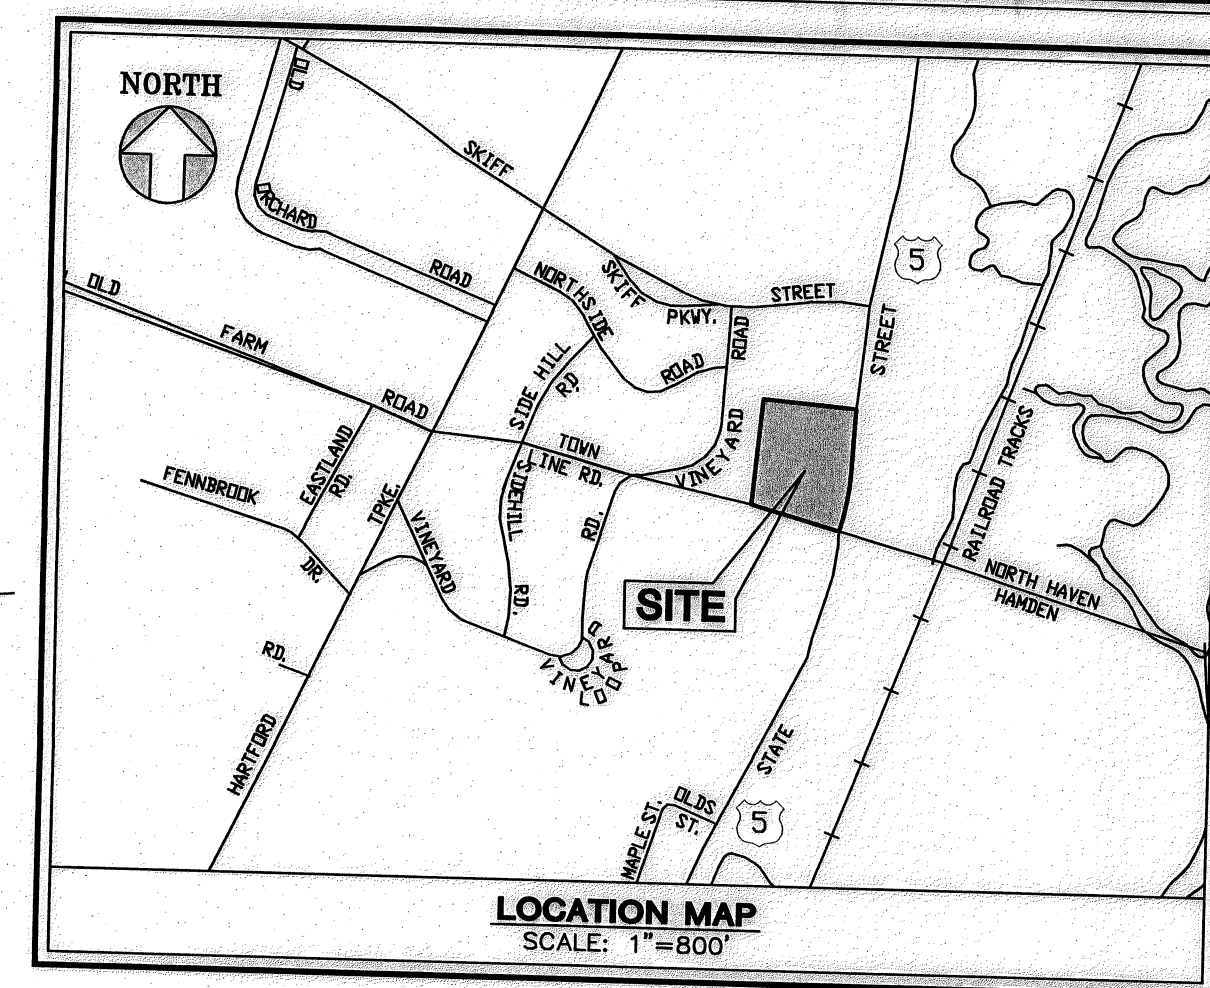 NORTH
OLD
SKIFF
ORCHARD
ROAD
OLD
FARM
ROAD
NORTHSIDE
ROAD
SKIFF
PKWY.
STREET
ROAD
VINEYARD
5
STREET
SIDE HILL
RD.
TOWN
LINE RD.
EASTLAND
RD.
FENNBROOK
DR.
TPKE.
VINEYARD
SIDEHILL
RD.
RD.
VINEYARD
LOOP
SITE
RAILROAD TRACKS
NORTH HAVEN
HAMDEN
RD.
HARTFORD
STATE
MAPLE ST.
OLDS
ST.
5
LOCATION MAP
SCALE: 1"=800'